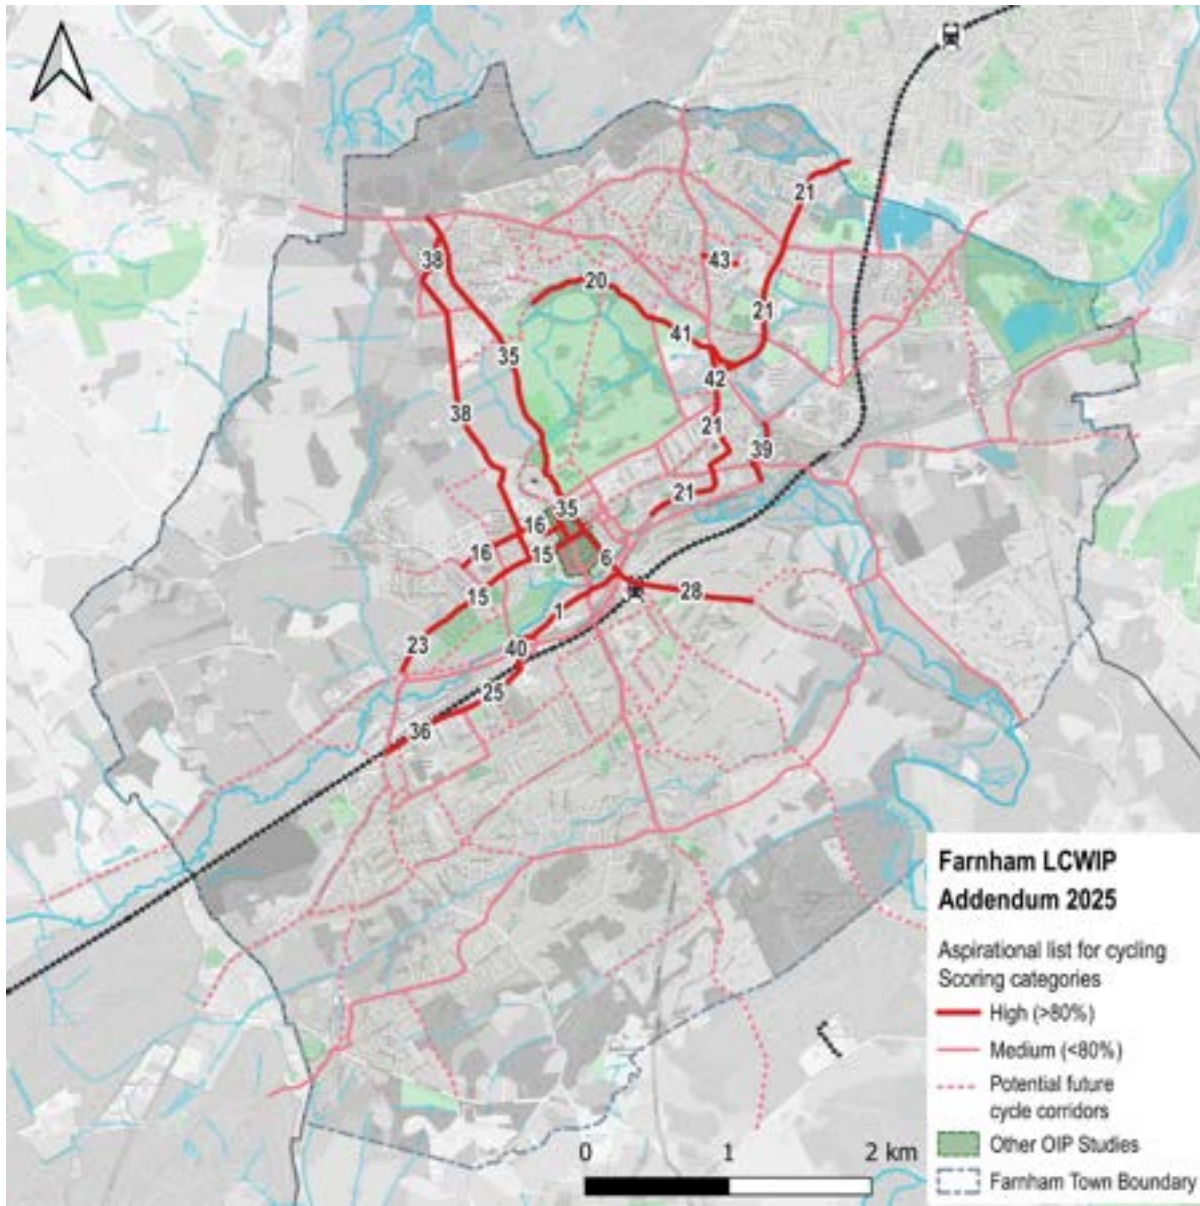 21
38
43
20
21
41
35
42
38
21
39
21
35
16
16
15
6
15
28
1
23
40
25
36
Farnham LCWIP
Addendum 2025
Aspirational list for cycling
Scoring categories
High (>80%)
Medium (<80%)
Potential future
cycle corridors
Other OIP Studies
Farnham Town Boundary
0 1 2 km